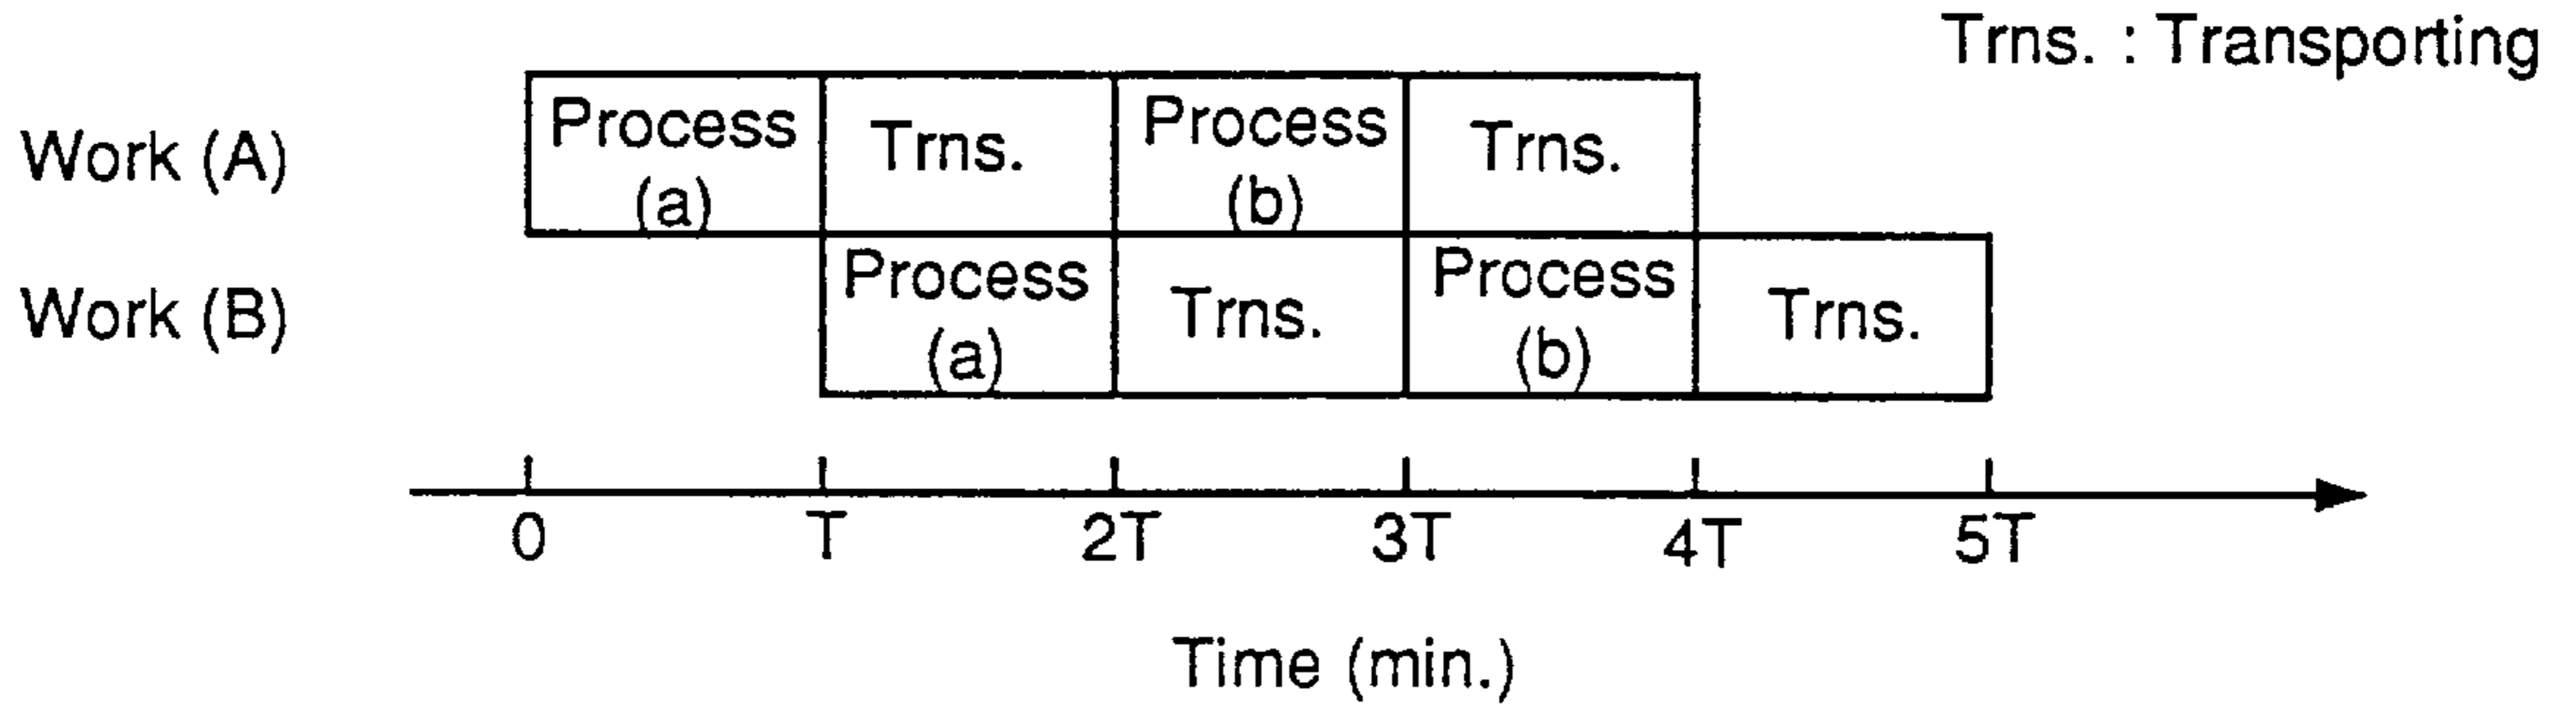 Trns. : Transporting
Work (A)
Process (a)
Trns.
Process (b)
Trns.
Work (B)
Process (a)
Trns.
Process (b)
Trns.
0 T 2T 3T 4T 5T
Time (min.)